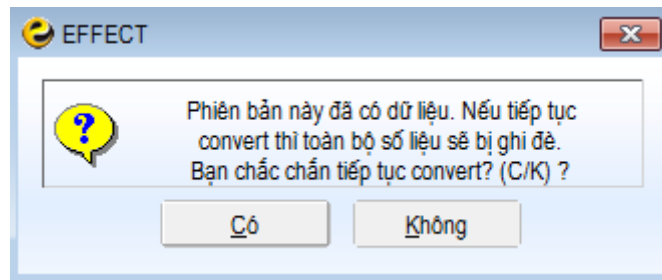 EFFECT
Phiên bản này đã có dữ liệu. Nếu tiếp tục
convert thì toàn bộ số liệu sẽ bị ghi đè.
Bạn chắc chắn tiếp tục convert? (C/K) ?
Có
Không